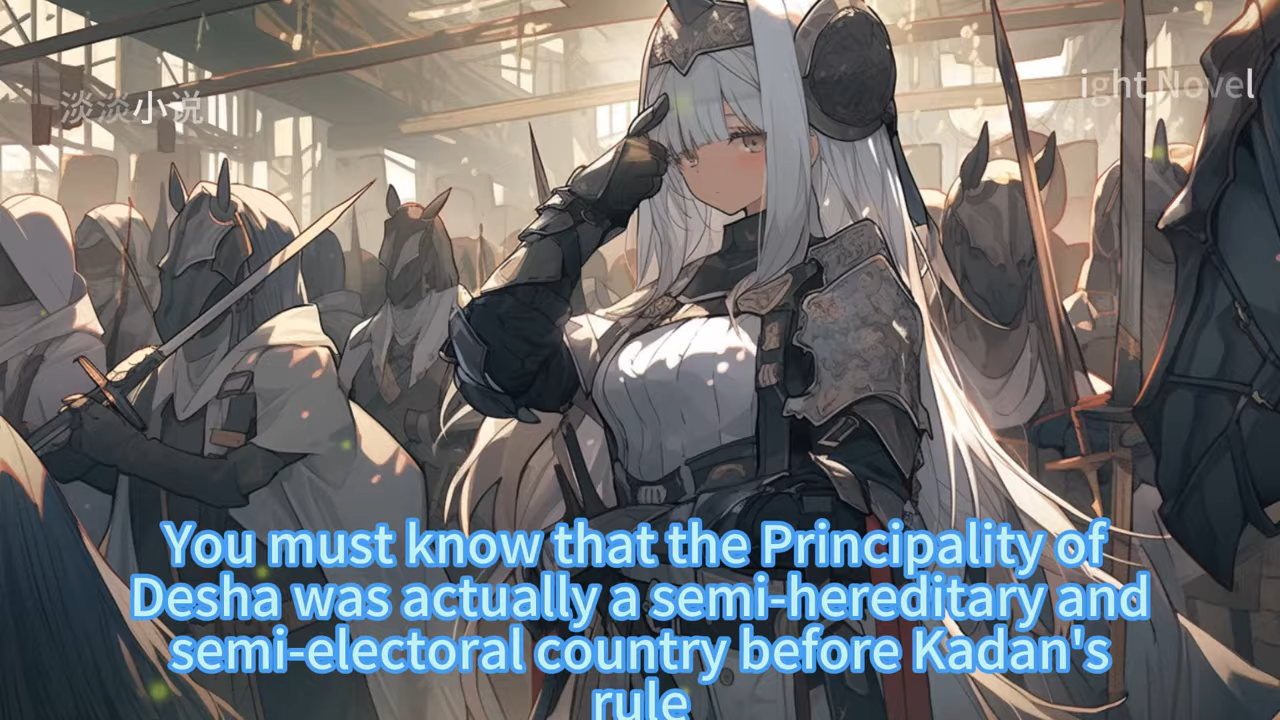 淡淡小说
ight Novel
You must know that the Principality of
Desha was actually a semi-hereditary and
semi-electoral country before Kadan's
rule